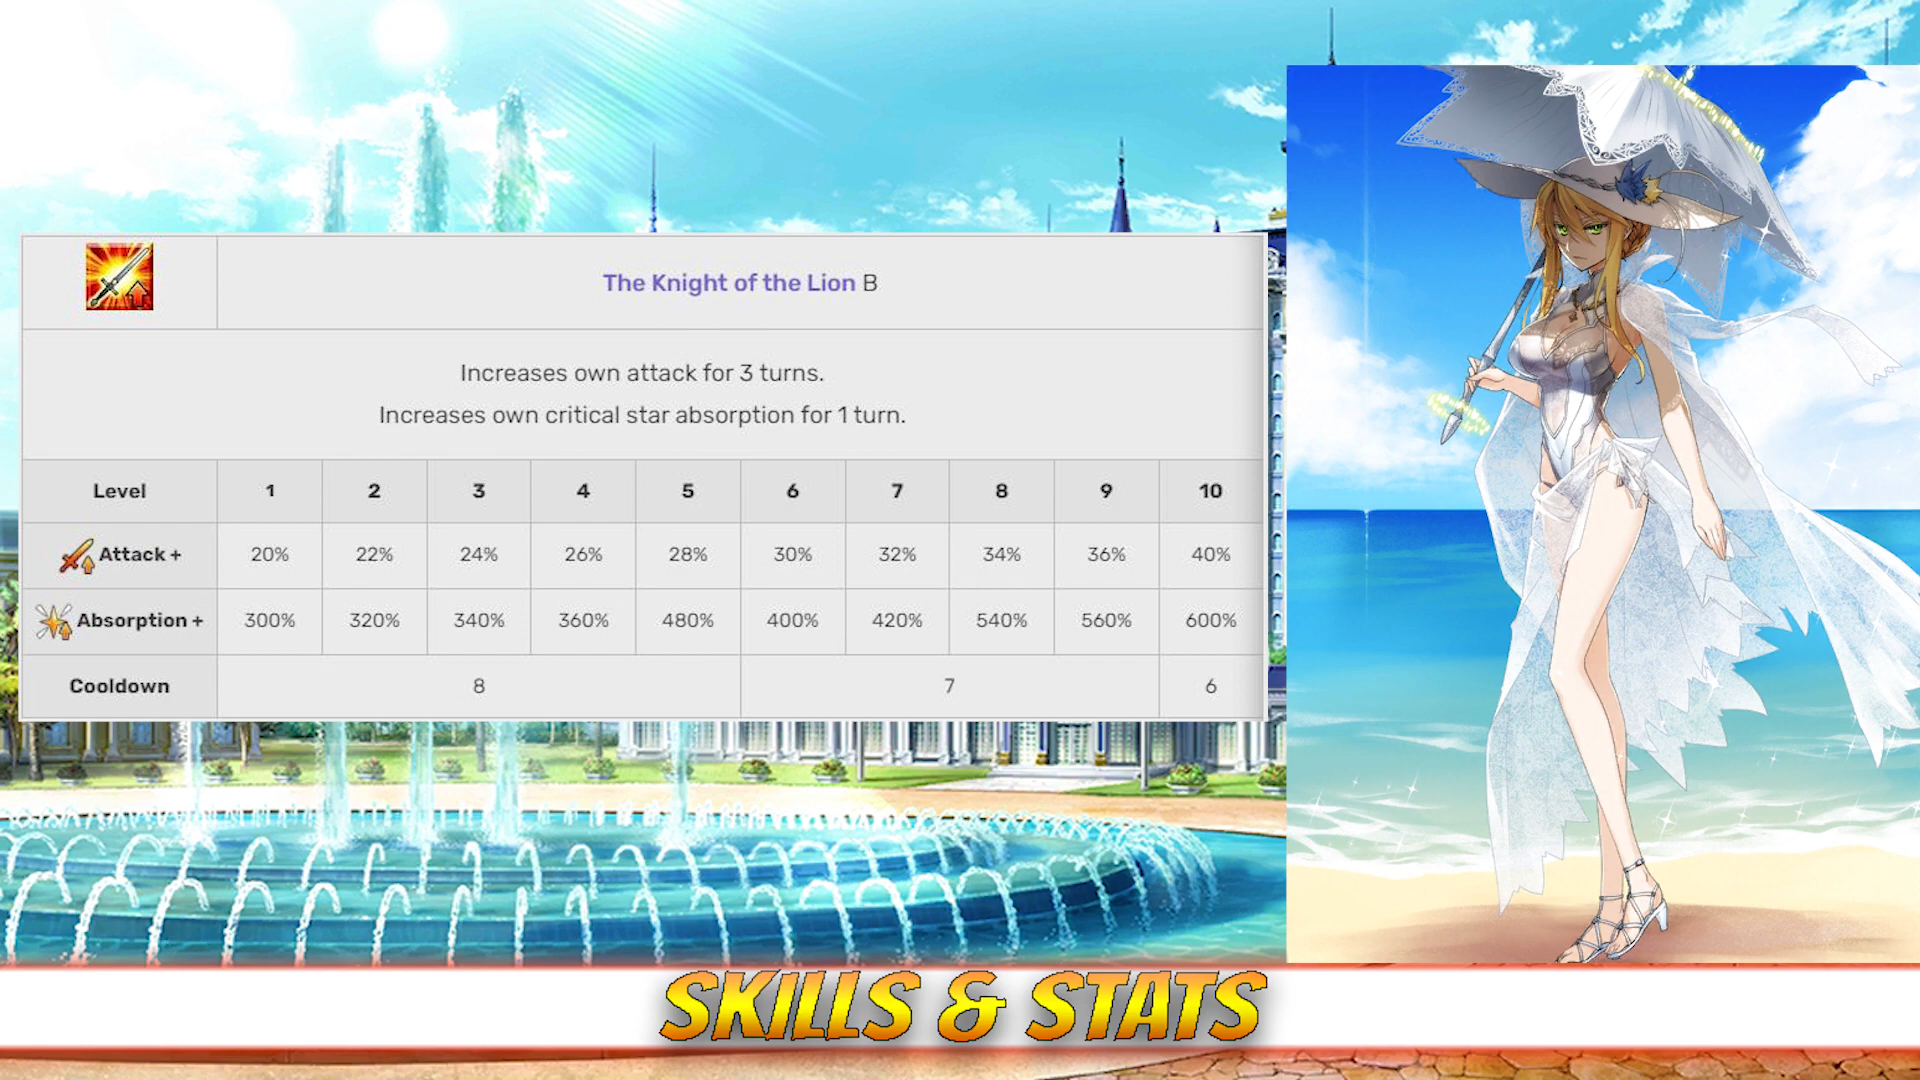 The Knight of the Lion B
Increases own attack for 3 turns.
Increases own critical star absorption for 1 turn.
Level 1 2 3 4 5 6 7 8 9 10
Attack + 20% 22% 24% 26% 28% 30% 32% 34% 36% 40%
Absorption + 300% 320% 340% 360% 480% 400% 420% 540% 560% 600%
Cooldown 8 7 6
SKILLS & STATS